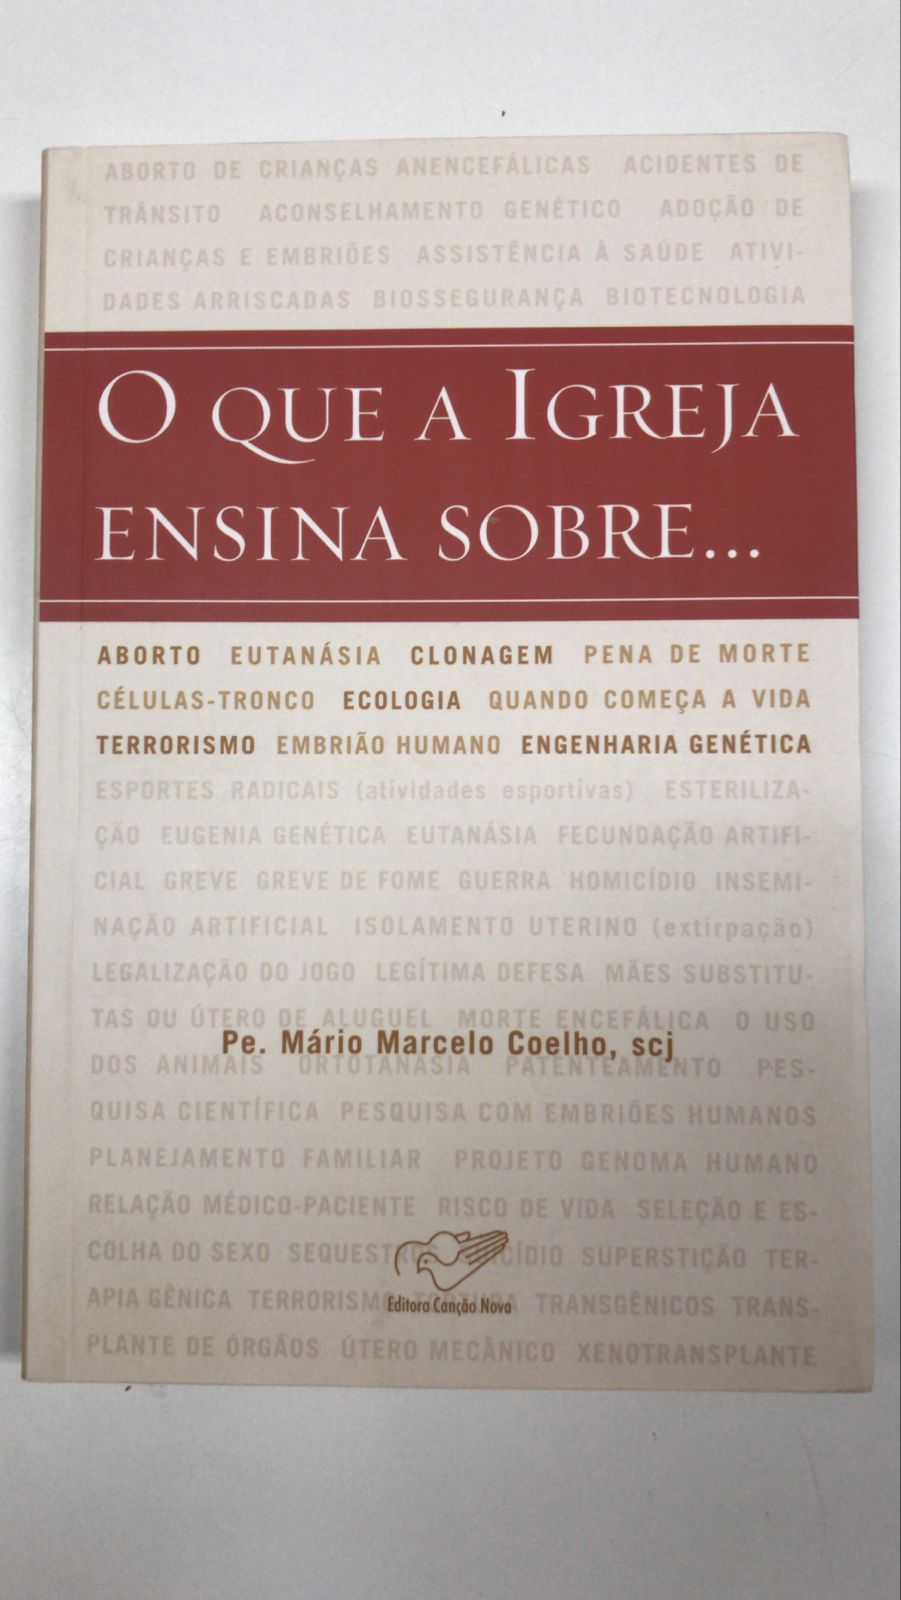 ABORTO DE CRIANÇAS ANENCEFÁLICAS ACIDENTES DE
TRÂNSITO ACONSELHAMENTO GENÉTICO ADOÇÃO DE
CRIANÇAS E EMBRIÕES ASSISTÊNCIA À SAÚDE ATIVI-
DADES ARRISCADAS BIOSSEGURANÇA BIOTECNOLOGIA
O QUE A IGREJA
ENSINA SOBRE...
ABORTO EUTANÁSIA CLONAGEM PENA DE MORTE
CÉLULAS-TRONCO ECOLOGIA QUANDO COMEÇA A VIDA
TERRORISMO EMBRIÃO HUMANO ENGENHARIA GENÉTICA
ESPORTES RADICAIS (atividades esportivas) ESTERILIZA-
ÇÃO EUGENIA GENÉTICA EUTANÁSIA FECUNDAÇÃO ARTIFI-
CIAL GREVE GREVE DE FOME GUERRA HOMICÍDIO INSEMI-
NAÇÃO ARTIFICIAL ISOLAMENTO UTERINO (extirpação)
LEGALIZAÇÃO DO JOGO LEGÍTIMA DEFESA MÃES SUBSTITU-
TAS OU ÚTERO DE ALUGUEL MORTE ENCEFÁLICA O USO
Pe. Mário Marcelo Coelho, scj
DOS ANIMAIS ORTOTANÁSIA PATENTEAMENTO PES-
QUISA CIENTÍFICA PESQUISA COM EMBRIÕES HUMANOS
PLANEJAMENTO FAMILIAR PROJETO GENOMA HUMANO
RELAÇÃO MÉDICO-PACIENTE RISCO DE VIDA SELEÇÃO E ES-
COLHA DO SEXO SUPERSTIÇÃO TER-
APIA GÊNICA TERRORISMO TORTURA TRANSGÊNICOS TRANS-
Editora Canção Nova
PLANTE DE ÓRGÃOS ÚTERO MECÂNICO XENOTRANSPLANTE